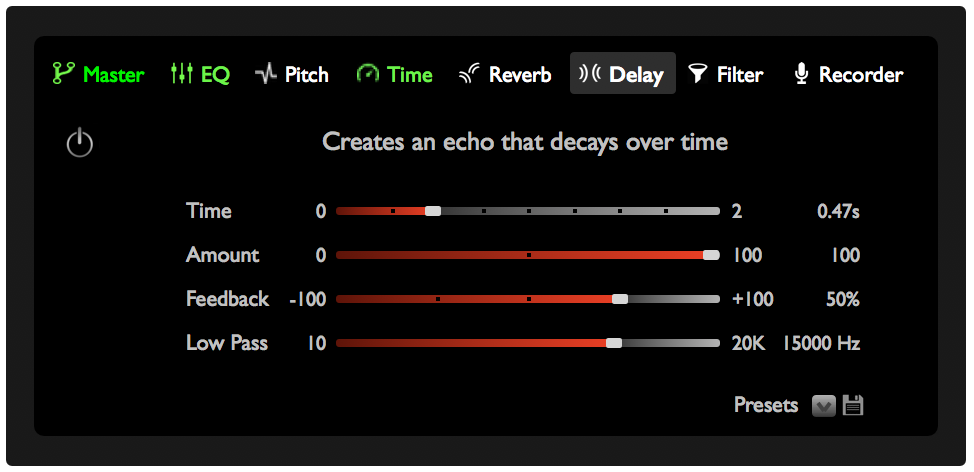 Master EQ Pitch Time Reverb Delay Filter Recorder
Creates an echo that decays over time
Time 0 2 0.47s
Amount 0 100 100
Feedback -100 +100 50%
Low Pass 10 20K 15000 Hz
Presets